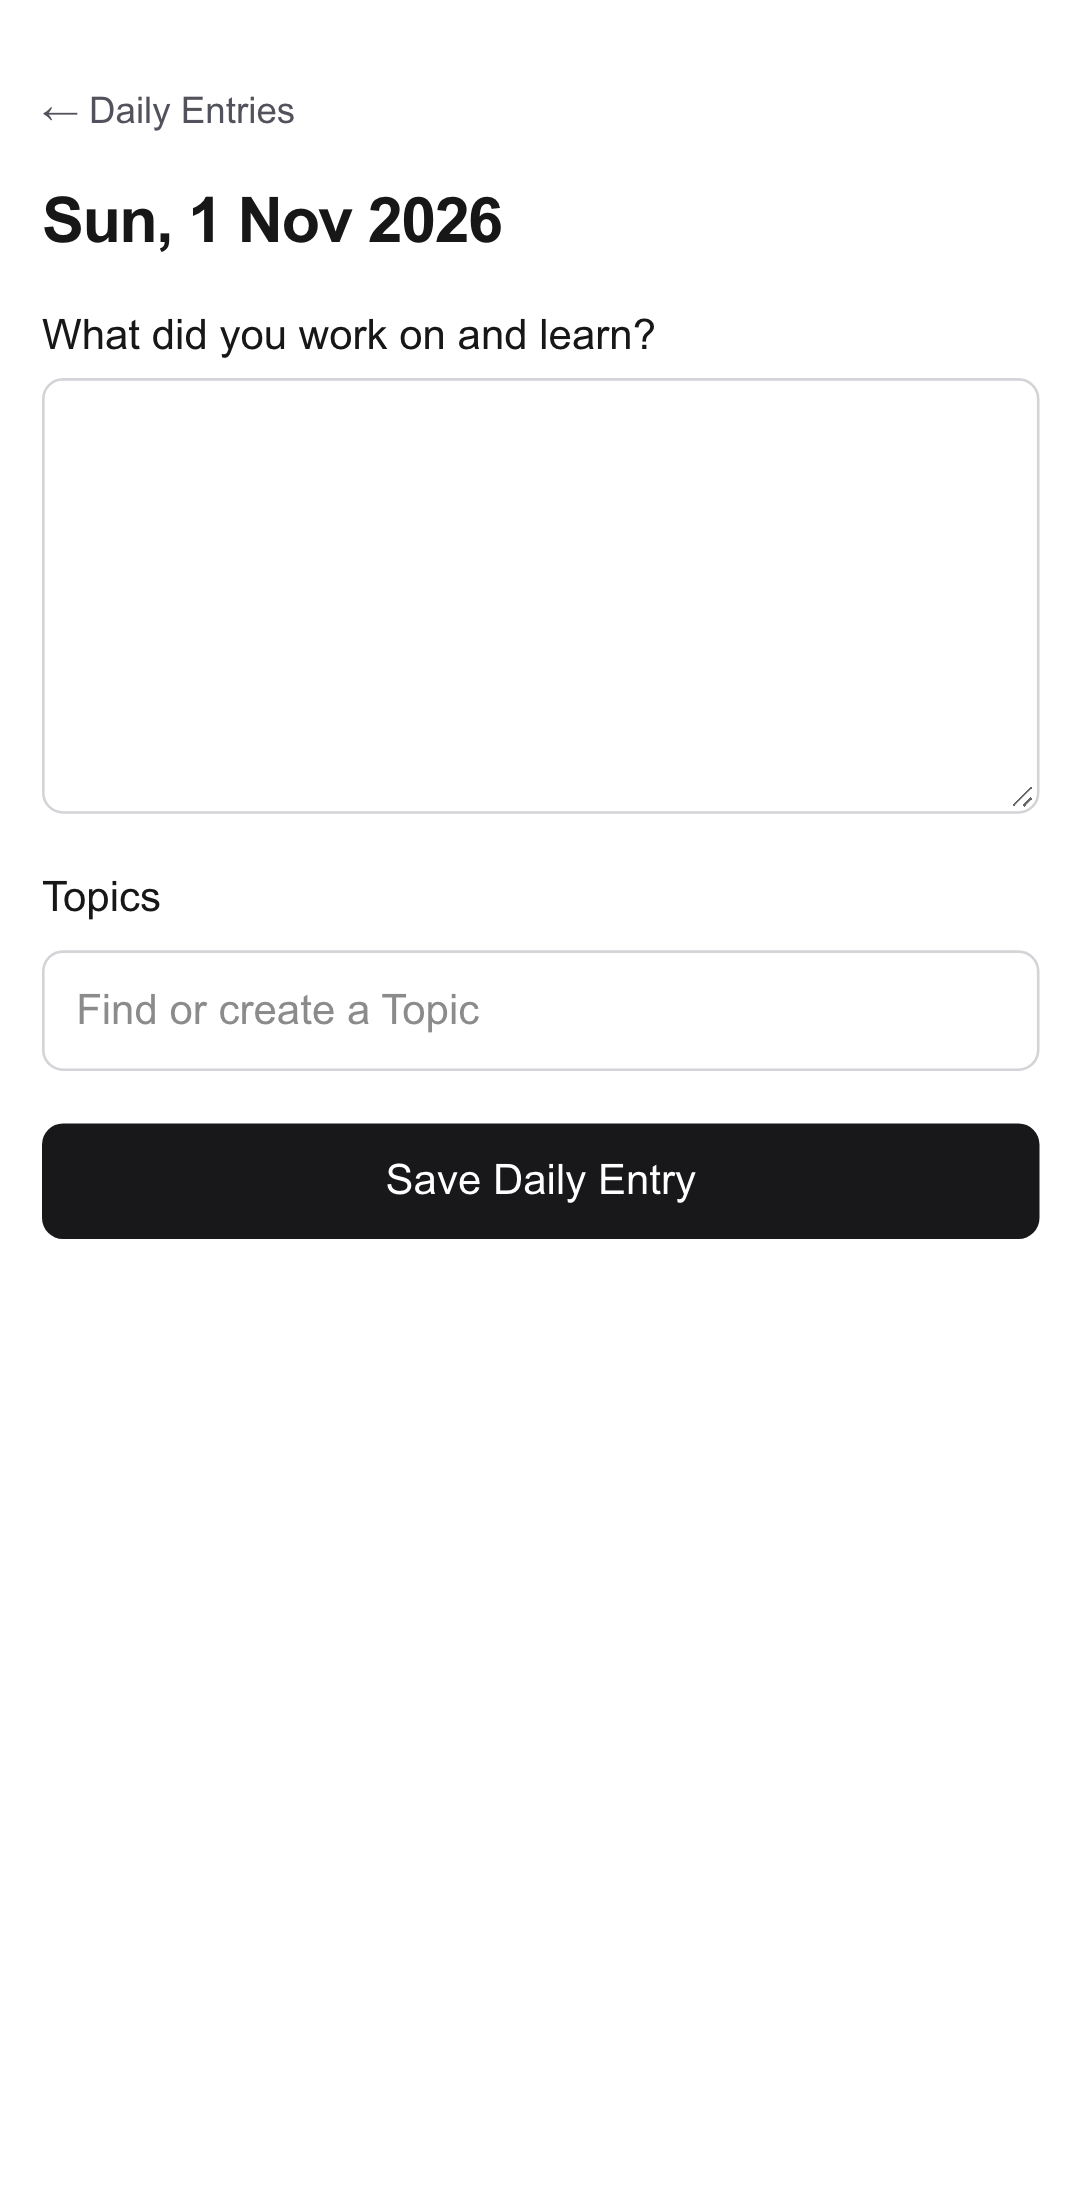 ← Daily Entries
Sun, 1 Nov 2026
What did you work on and learn?
Topics
Find or create a Topic
Save Daily Entry